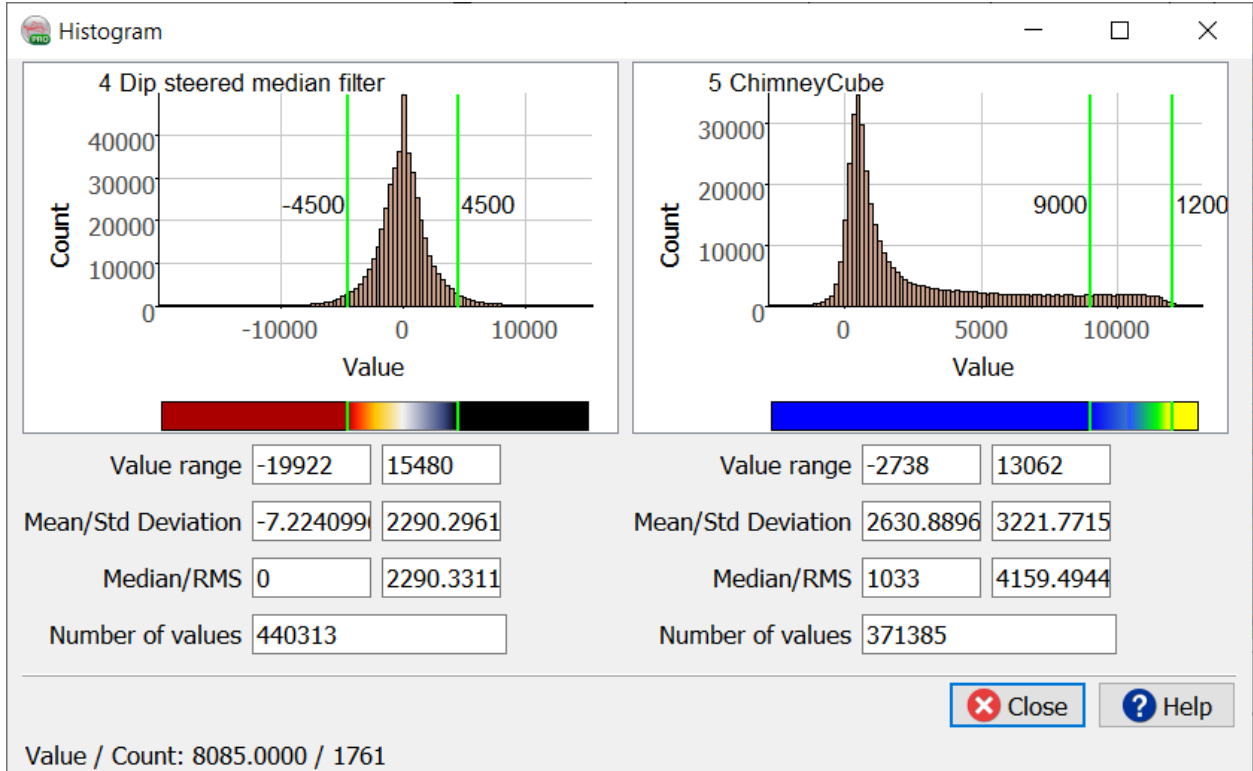 Histogram
4 Dip steered median filter
40000
30000
20000
10000
0
Count
-4500
4500
-10000 0 10000
Value
5 ChimneyCube
30000
20000
10000
0
Count
9000
1200
0 5000 10000
Value
Value range -19922 15480
Mean/Std Deviation -7.224099 2290.2961
Median/RMS 0 2290.3311
Number of values 440313
Value range -2738 13062
Mean/Std Deviation 2630.8896 3221.7715
Median/RMS 1033 4159.4944
Number of values 371385
Close Help
Value / Count: 8085.0000 / 1761